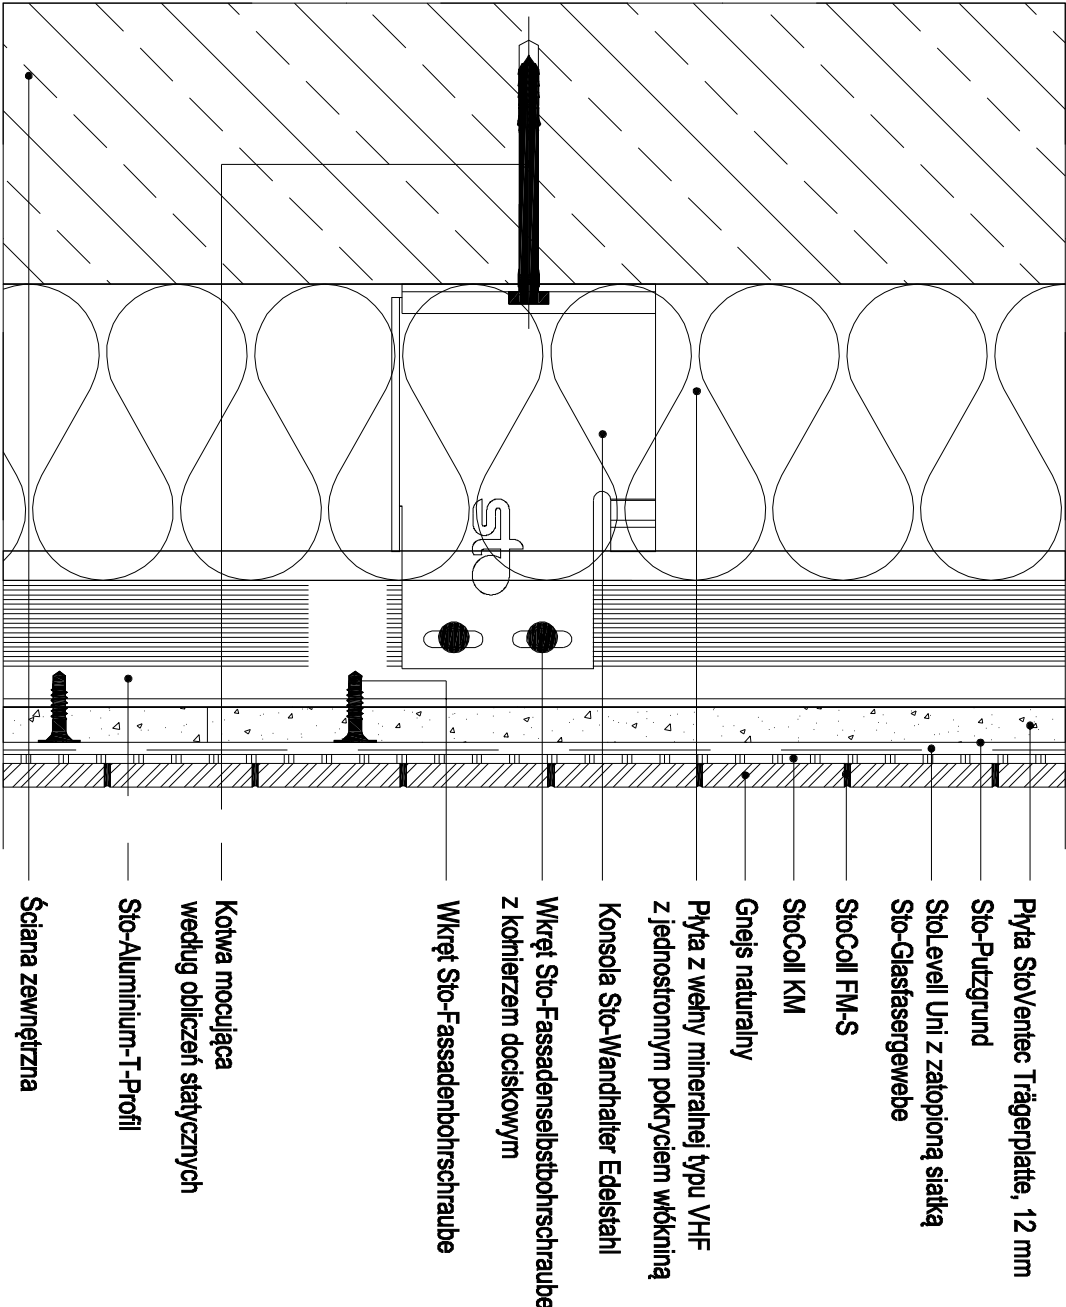 Płyta StoVentec Trägerplatte, 12 mm
Sto-Putzgrund
StoLevell Uni z zatopioną siatką
Sto-Glasfasergewebe
StoColl FM-S
StoColl KM
Gnejs naturalny
Płyta z wełny mineralnej typu VHF
z jednostronnym pokryciem włókniną
Konsola Sto-Wandhalter Edelstahl
Wkręt Sto-Fassadenselbstbohrschraube
z kołnierzem dociskowym
Wkręt Sto-Fassadenbohrschraube
Kotwa mocująca
według obliczeń statycznych
Sto-Aluminium-T-Profil
Ściana zewnętrzna
sto